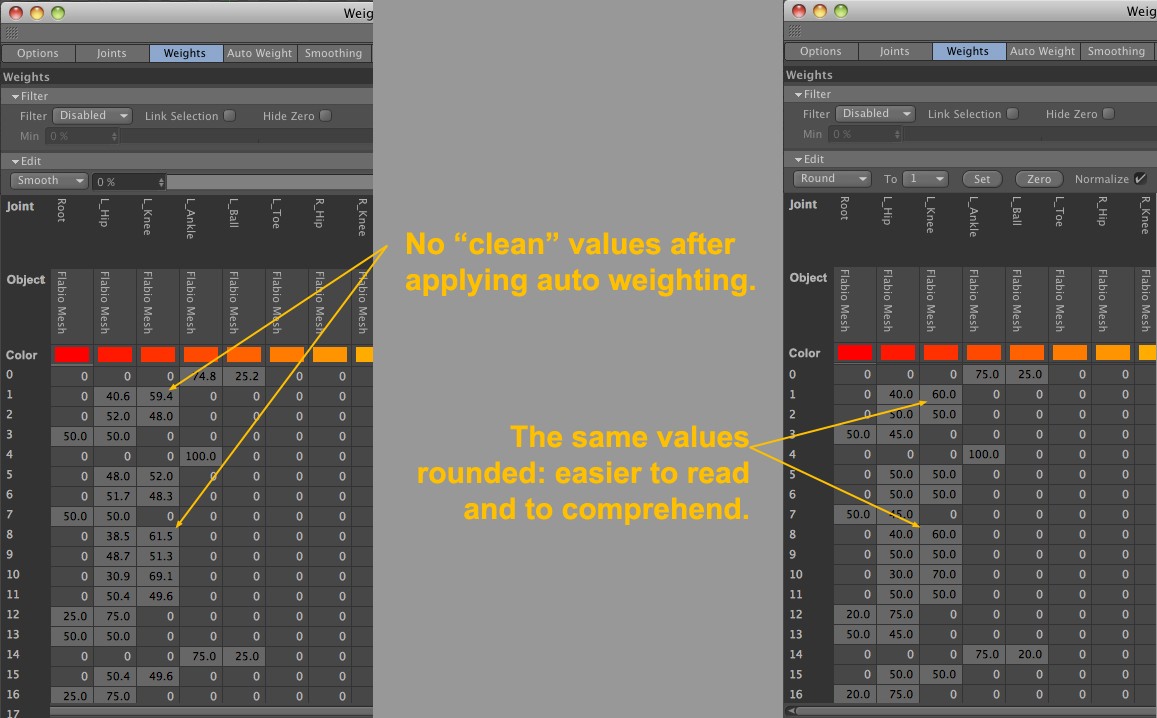 Weig
Options Joints Weights Auto Weight Smoothing
Weights
Filter
Filter Disabled Link Selection Hide Zero
Min 0 %
Edit
Smooth 0 %
Joint Root L_Hip L_Knee L_Ankle L_Ball L_Toe R_Hip R_Knee
Object Flabio Mesh Flabio Mesh Flabio Mesh Flabio Mesh Flabio Mesh Flabio Mesh Flabio Mesh Flabio Mesh
Color
0 0 0 0 74.8 25.2 0 0
1 0 40.6 59.4 0 0 0 0
2 0 52.0 48.0 0 0 0 0
3 50.0 50.0 0 0 0 0 0
4 0 0 0 100.0 0 0 0
5 0 48.0 52.0 0 0 0 0
6 0 51.7 48.3 0 0 0 0
7 50.0 50.0 0 0 0 0 0
8 0 38.5 61.5 0 0 0 0
9 0 48.7 51.3 0 0 0 0
10 0 30.9 69.1 0 0 0 0
11 0 50.4 49.6 0 0 0 0
12 25.0 75.0 0 0 0 0 0
13 50.0 50.0 0 0 0 0 0
14 0 0 0 75.0 25.0 0 0
15 0 50.4 49.6 0 0 0 0
16 25.0 75.0 0 0 0 0 0
17
No “clean” values after
applying auto weighting.
The same values
rounded: easier to read
and to comprehend.
Weig
Options Joints Weights Auto Weight Smoothing
Weights
Filter
Filter Disabled Link Selection Hide Zero
Min 0 %
Edit
Round To 1 Set Zero Normalize
Joint Root L_Hip L_Knee L_Ankle L_Ball L_Toe R_Hip R_Knee
Object Flabio Mesh Flabio Mesh Flabio Mesh Flabio Mesh Flabio Mesh Flabio Mesh Flabio Mesh Flabio Mesh
Color
0 0 0 0 75.0 25.0 0 0
1 0 40.0 60.0 0 0 0 0
2 0 50.0 50.0 0 0 0 0
3 50.0 45.0 0 0 0 0 0
4 0 0 0 100.0 0 0 0
5 0 50.0 50.0 0 0 0 0
6 0 50.0 50.0 0 0 0 0
7 50.0 45.0 0 0 0 0 0
8 0 40.0 60.0 0 0 0 0
9 0 50.0 50.0 0 0 0 0
10 0 30.0 70.0 0 0 0 0
11 0 50.0 50.0 0 0 0 0
12 20.0 75.0 0 0 0 0 0
13 50.0 45.0 0 0 0 0 0
14 0 0 0 75.0 20.0 0 0
15 0 50.0 50.0 0 0 0 0
16 20.0 75.0 0 0 0 0 0